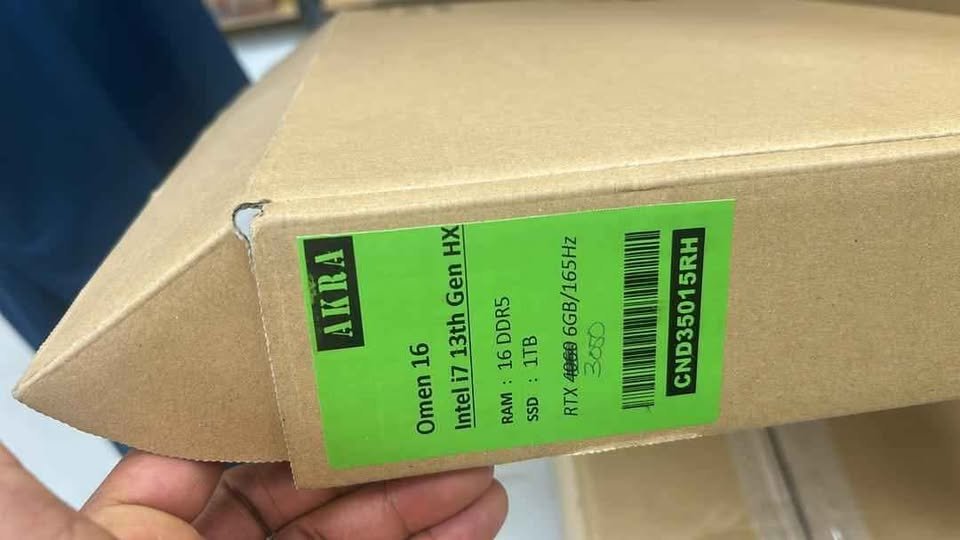 AKRA
Omen 16
Intel i7 13th Gen HX
RAM : 16 DDR5
SSD : 1TB
RTX 4060 6GB/165Hz
3050
CND35015RH